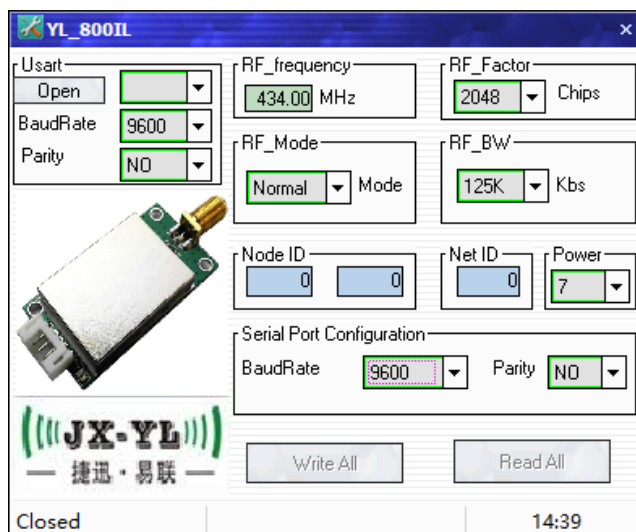 YL_800IL
Usart
Open
BaudRate 9600
Parity NO
RF_frequency
434.00 MHz
RF_Factor
2048 Chips
RF_Mode
Normal Mode
RF_BW
125K Kbs
Node ID
0 0
Net ID
0
Power
7
Serial Port Configuration
BaudRate 9600 Parity NO
JX-YL
捷迅·易联
Write All Read All
Closed 14:39